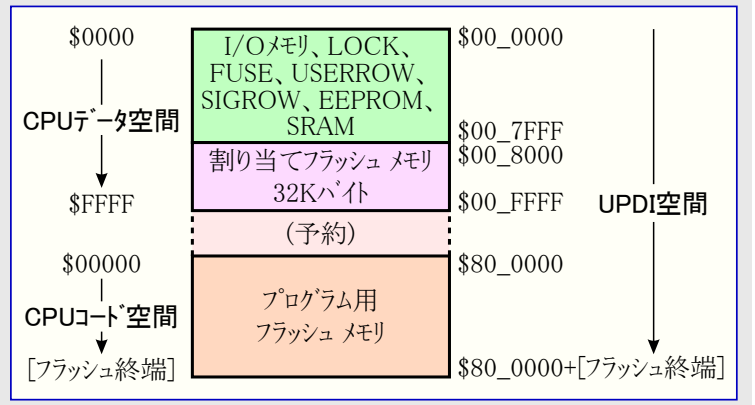 $0000
CPUデータ空間
$FFFF
$00000
CPUコード空間
[フラッシュ終端]
I/Oメモリ、LOCK、
FUSE、USERROW、
SIGROW、EEPROM、
SRAM
割り当てフラッシュ メモリ
32Kバイト
(予約)
プログラム用
フラッシュ メモリ
$00_0000
$00_7FFF
$00_8000
$00_FFFF
$80_0000
$80_0000+[フラッシュ終端]
UPDI空間